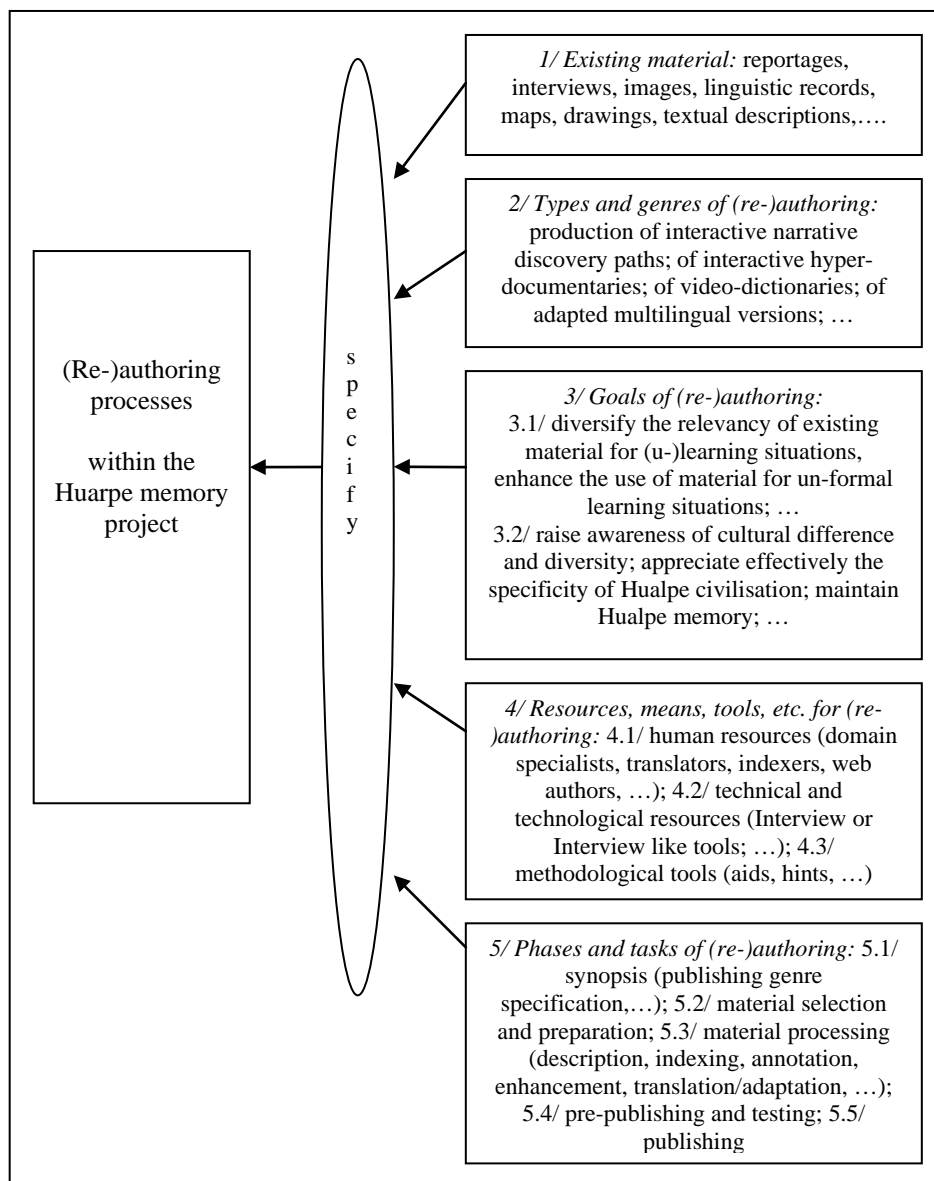 (Re-)authoring
processes
within the
Huarpe memory
project
s
p
e
c
i
f
y
1/ Existing material: reportages,
interviews, images, linguistic records,
maps, drawings, textual descriptions,….
2/ Types and genres of (re-)authoring:
production of interactive narrative
discovery paths; of interactive hyper-
documentaries; of video-dictionaries; of
adapted multilingual versions; …
3/ Goals of (re-)authoring:
3.1/ diversify the relevancy of existing
material for (u-)learning situations,
enhance the use of material for un-formal
learning situations; …
3.2/ raise awareness of cultural difference
and diversity; appreciate effectively the
specificity of Hualpe civilisation; maintain
Hualpe memory; …
4/ Resources, means, tools, etc. for (re-
)authoring: 4.1/ human resources (domain
specialists, translators, indexers, web
authors, …); 4.2/ technical and
technological resources (Interview or
Interview like tools; …); 4.3/
methodological tools (aids, hints, …)
5/ Phases and tasks of (re-)authoring: 5.1/
synopsis (publishing genre
specification,…); 5.2/ material selection
and preparation; 5.3/ material processing
(description, indexing, annotation,
enhancement, translation/adaptation, …);
5.4/ pre-publishing and testing; 5.5/
publishing